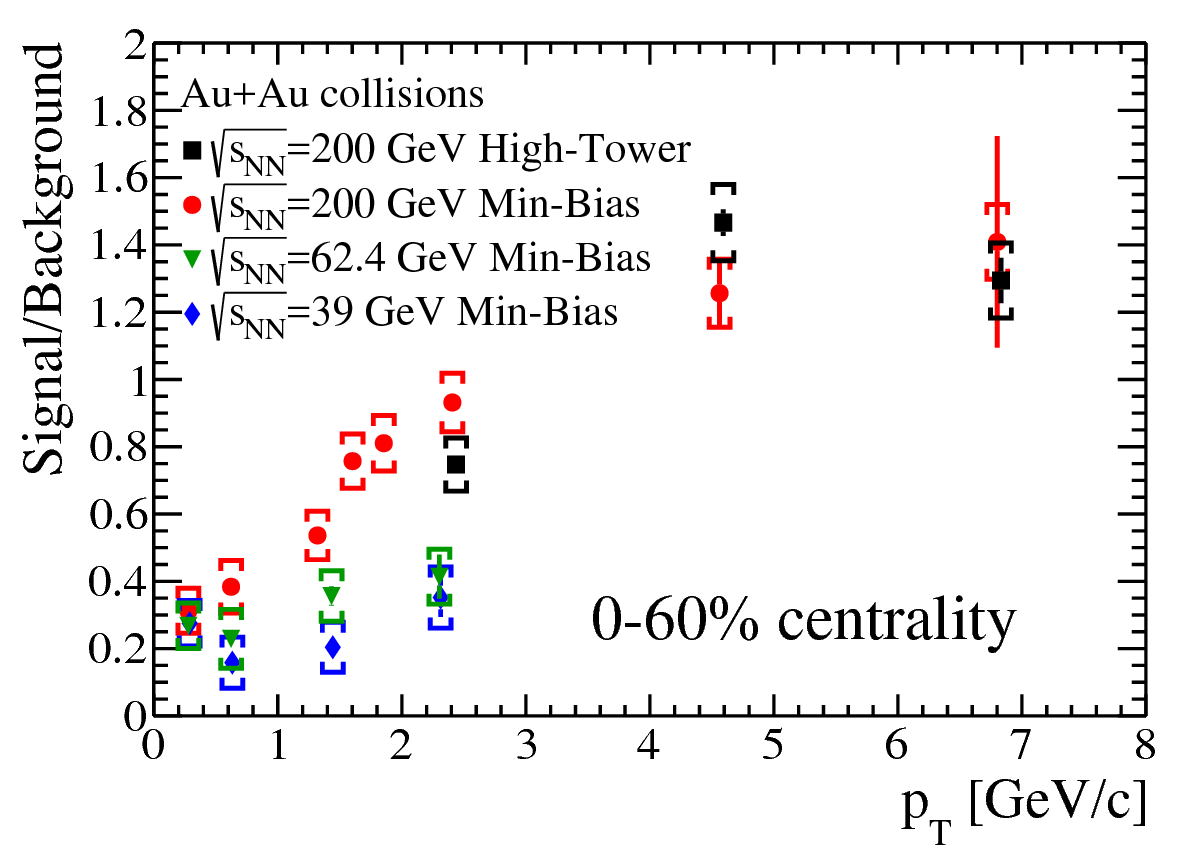 Signal/Background
2
1.8
1.6
1.4
1.2
1
0.8
0.6
0.4
0.2
0
Au+Au collisions
√sNN=200 GeV High-Tower
√sNN=200 GeV Min-Bias
√sNN=62.4 GeV Min-Bias
√sNN=39 GeV Min-Bias
0-60% centrality
0 1 2 3 4 5 6 7 8
pT [GeV/c]